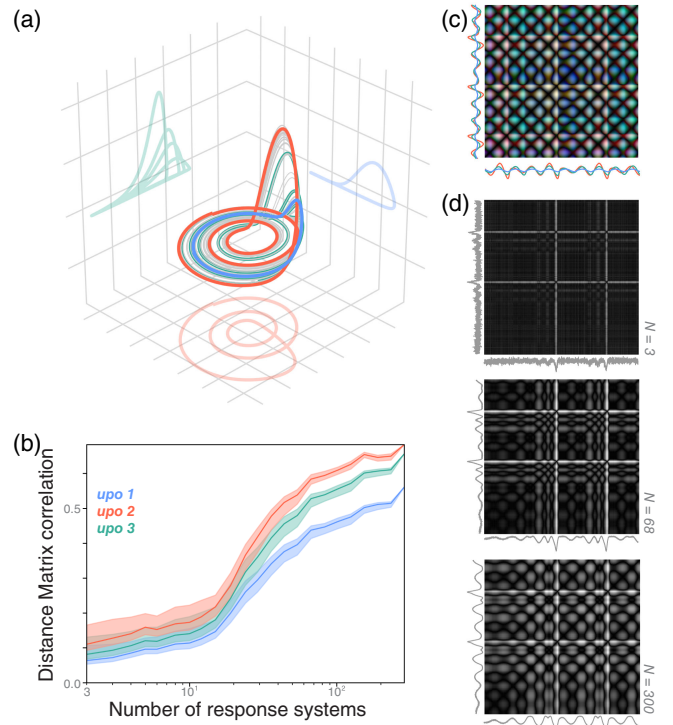 (a)
(b)
Distance Matrix correlation
0.5
0.0
upo 1
upo 2
upo 3
3
10¹
10²
Number of response systems
(c)
(d)
N = 3
N = 68
N = 300